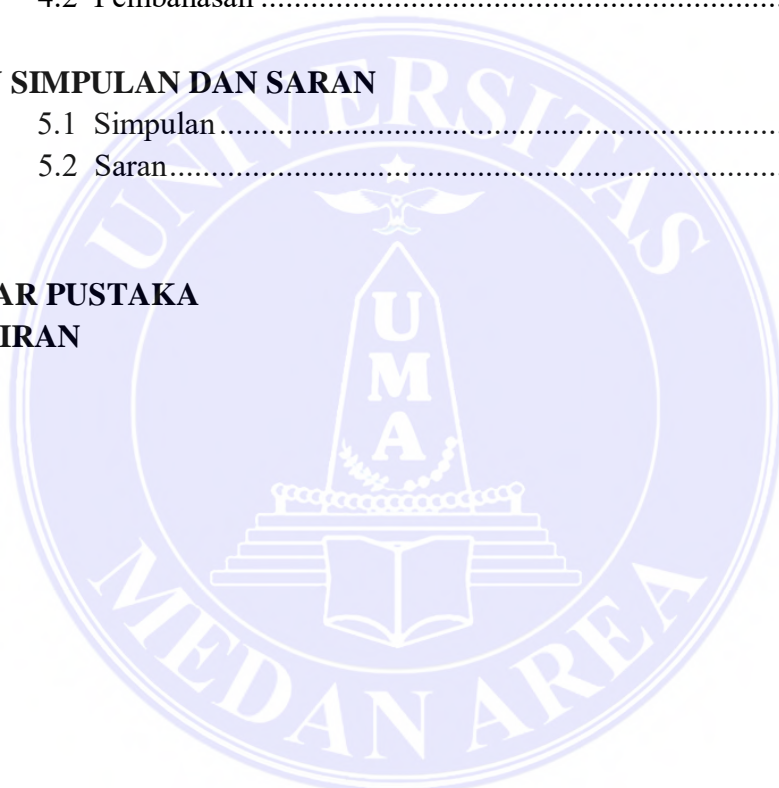 4.2 Pembahasan ................................................................
SIMPULAN DAN SARAN
5.1 Simpulan ......................................................................
5.2 Saran ............................................................................
AR PUSTAKA
IRAN
UNIVERSITAS
UMA
MEDAN AREA